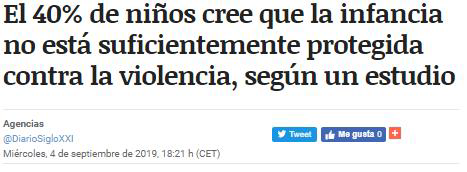 El 40% de niños cree que la infancia
no está suficientemente protegida
contra la violencia, según un estudio
Agencias
@DiarioSigloXXI
Tweet
Me gusta 0
+
Miércoles, 4 de septiembre de 2019, 18:21 h (CET)